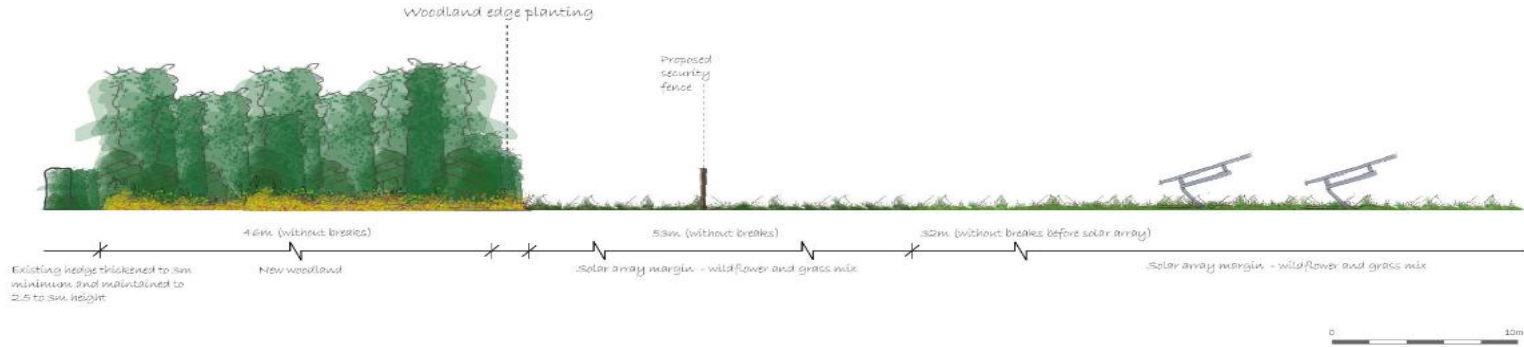 Woodland edge planting
Proposed
security
fence
46m (without breaks)
53m (without breaks)
32m (without breaks before solar array)
Existing hedge thickened to 3m
minimum and maintained to
2.5 to 3m height
New woodland
Solar array margin - wildflower and grass mix
Solar array margin - wildflower and grass mix
0
10m